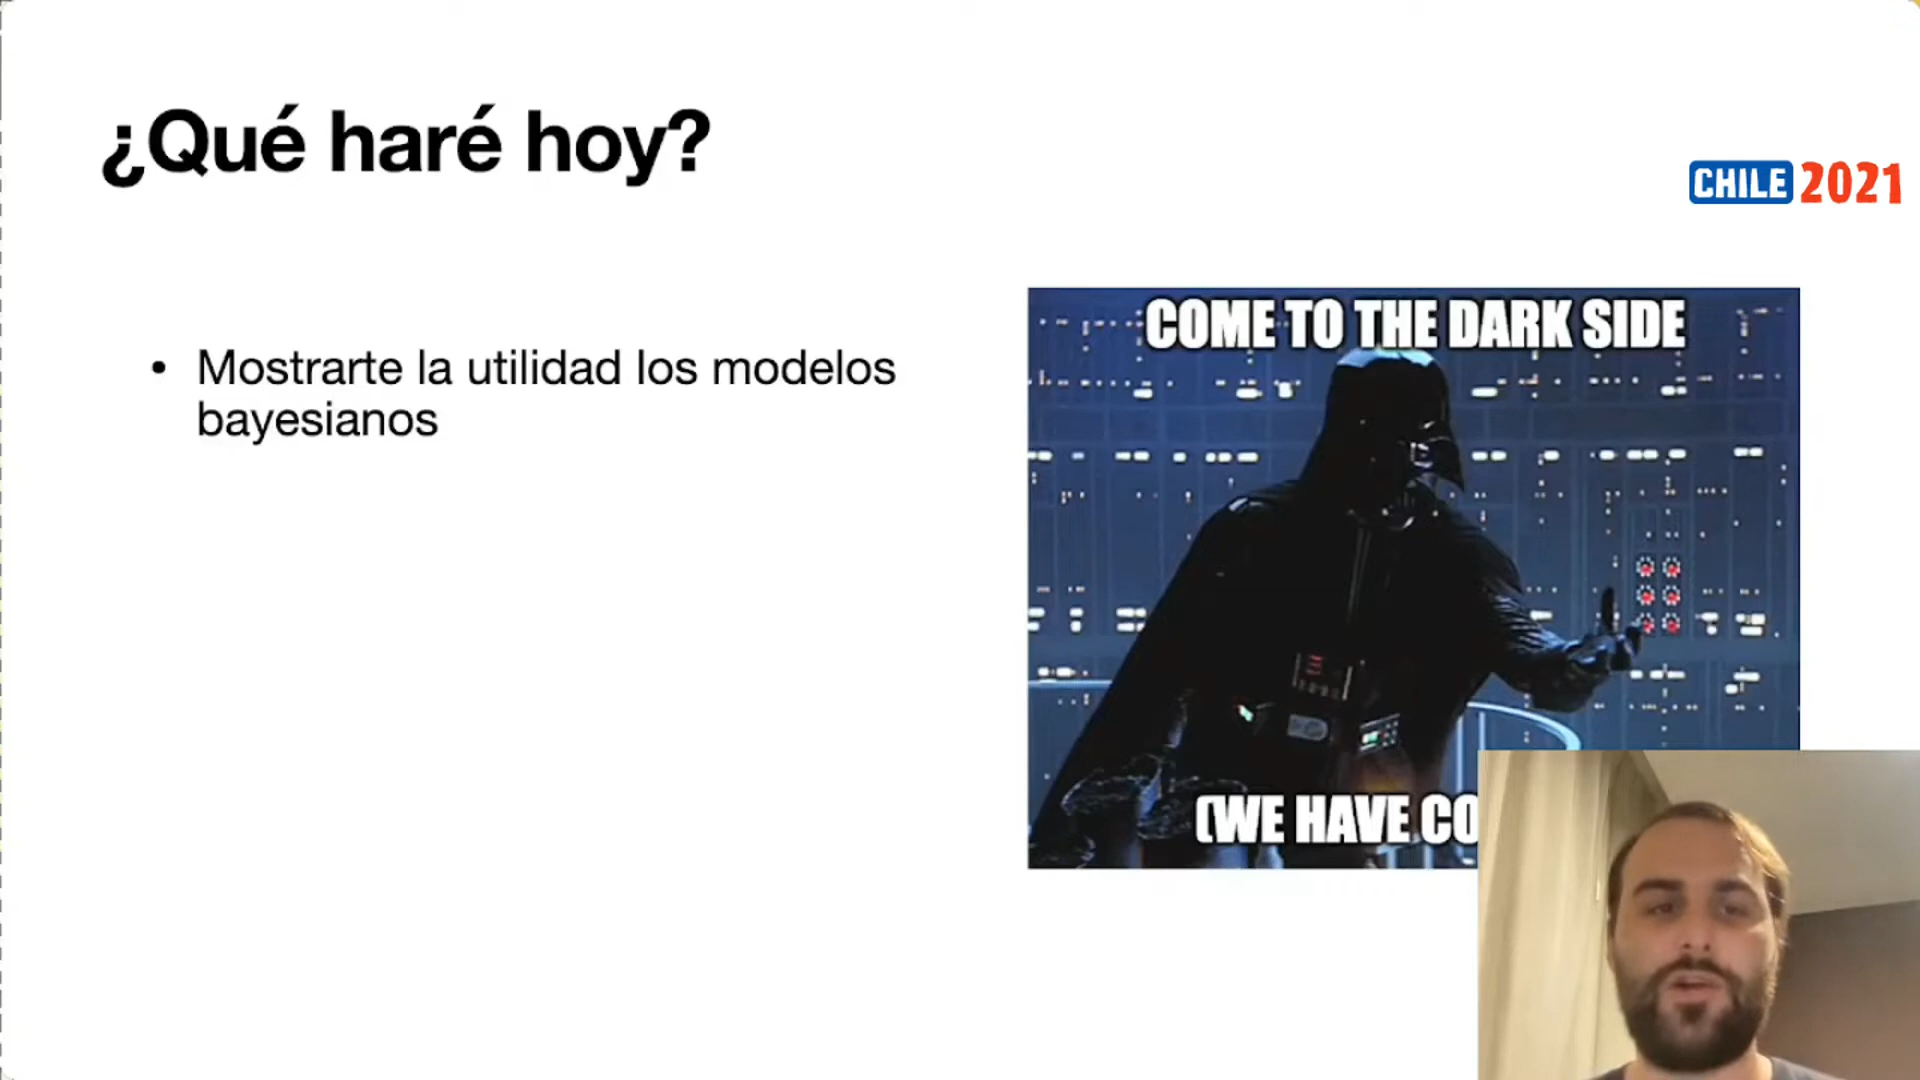 ¿Qué haré hoy?
CHILE 2021
COME TO THE DARK SIDE
• Mostrarte la utilidad los modelos
bayesianos
(WE HAVE CO